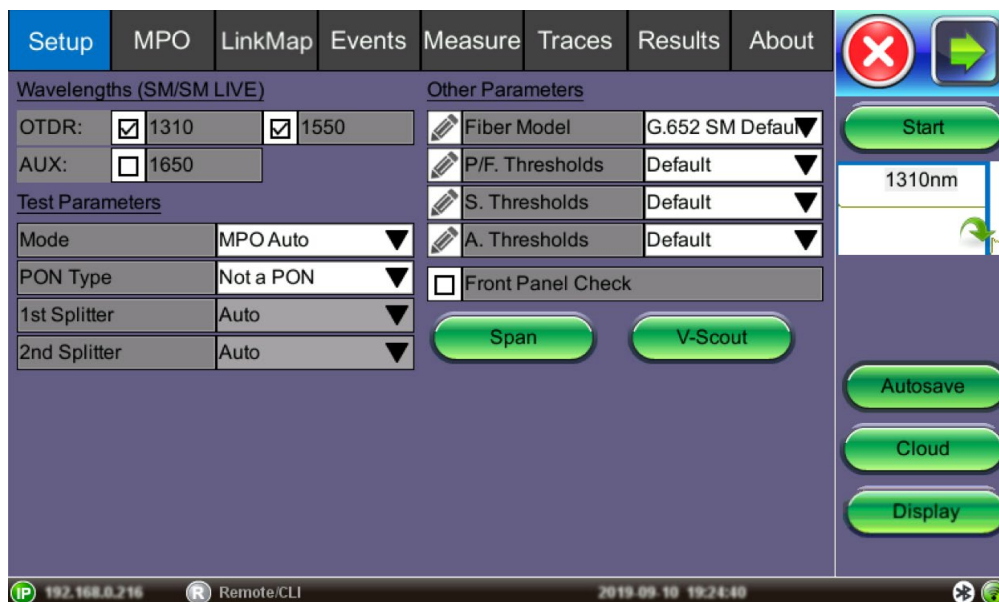 Setup MPO LinkMap Events Measure Traces Results About
Wavelengths (SM/SM LIVE)
OTDR: 1310 1550
AUX: 1650
Test Parameters
Mode MPO Auto
PON Type Not a PON
1st Splitter Auto
2nd Splitter Auto
Other Parameters
Fiber Model G.652 SM Defaul
P/F. Thresholds Default
S. Thresholds Default
A. Thresholds Default
Front Panel Check
Span V-Scout
Start
1310nm
Autosave
Cloud
Display
IP 192.168.0.216 R Remote/CLI 2019-09-10 19:24:40